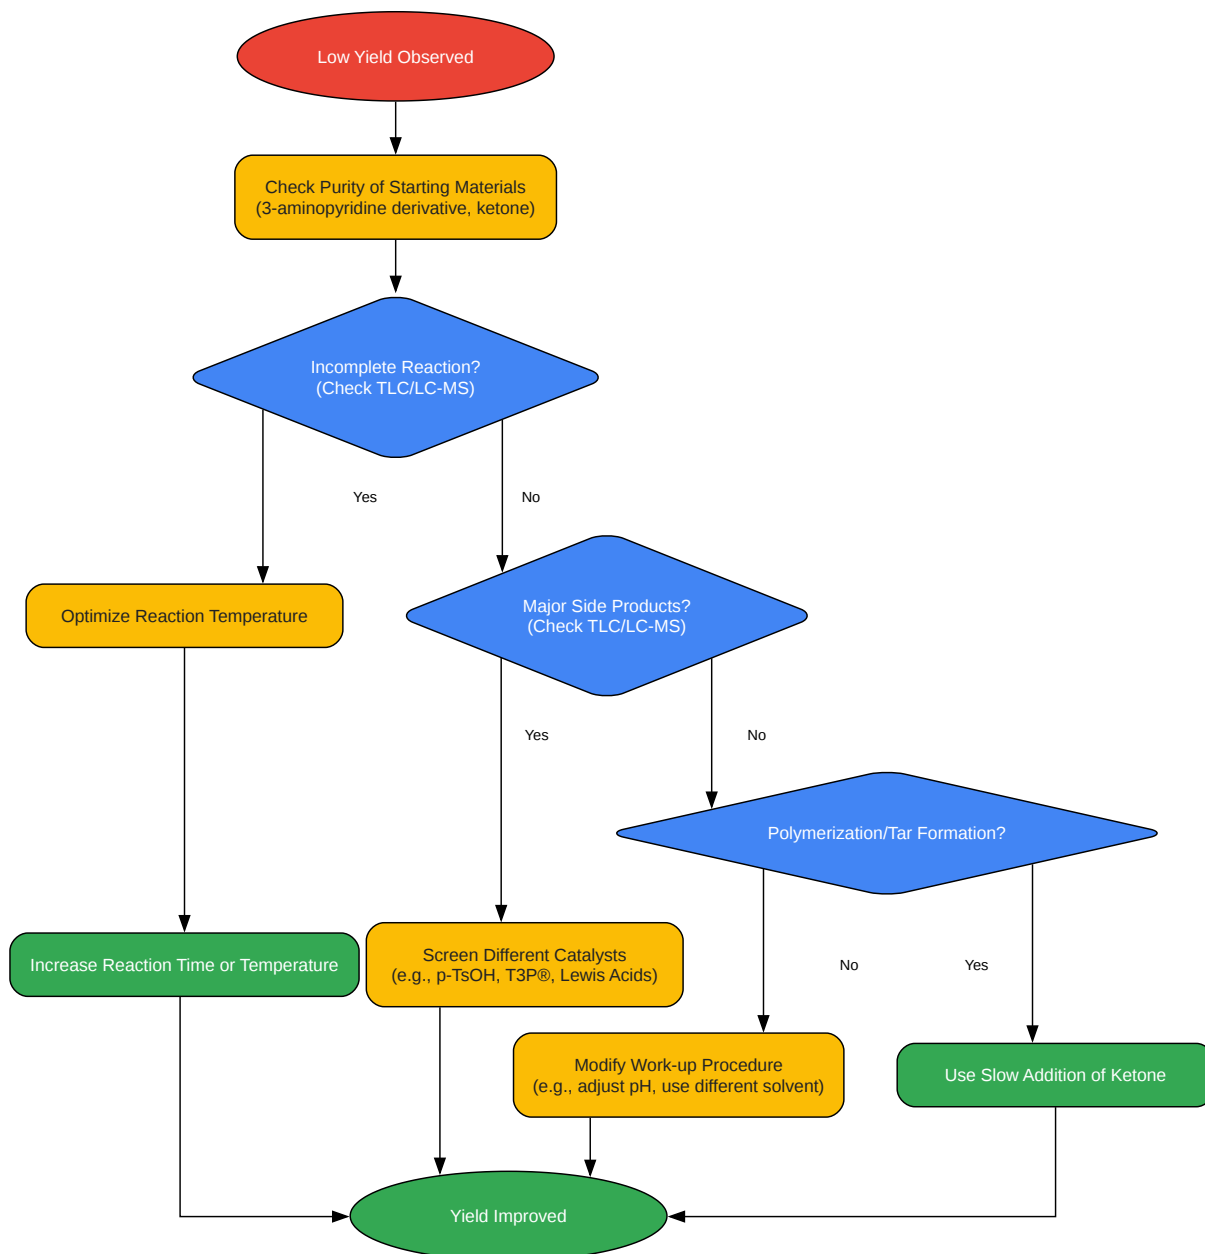 Low Yield Observed
Check Purity of Starting Materials
(3-aminopyridine derivative, ketone)
Incomplete Reaction?
(Check TLC/LC-MS)
Yes
No
Optimize Reaction Temperature
Major Side Products?
(Check TLC/LC-MS)
Yes
No
Polymerization/Tar Formation?
Increase Reaction Time or Temperature
Screen Different Catalysts
(e.g., p-TsOH, T3P®, Lewis Acids)
No
Yes
Modify Work-up Procedure
(e.g., adjust pH, use different solvent)
Use Slow Addition of Ketone
Yield Improved